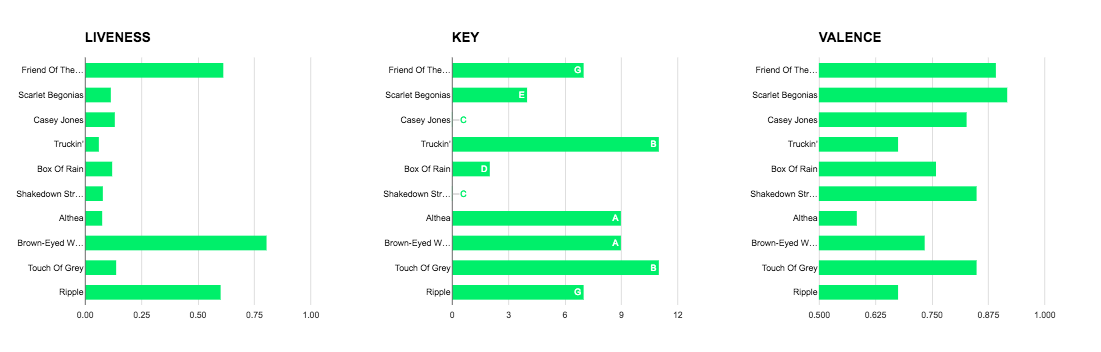 LIVENESS
Friend Of The...
Scarlet Begonias
Casey Jones
Truckin'
Box Of Rain
Shakedown Str...
Althea
Brown-Eyed W...
Touch Of Grey
Ripple
0.00 0.25 0.50 0.75 1.00
KEY
Friend Of The... G
Scarlet Begonias E
Casey Jones C
Truckin' B
Box Of Rain D
Shakedown Str... C
Althea A
Brown-Eyed W... A
Touch Of Grey B
Ripple G
0 3 6 9 12
VALENCE
Friend Of The...
Scarlet Begonias
Casey Jones
Truckin'
Box Of Rain
Shakedown Str...
Althea
Brown-Eyed W...
Touch Of Grey
Ripple
0.500 0.625 0.750 0.875 1.000